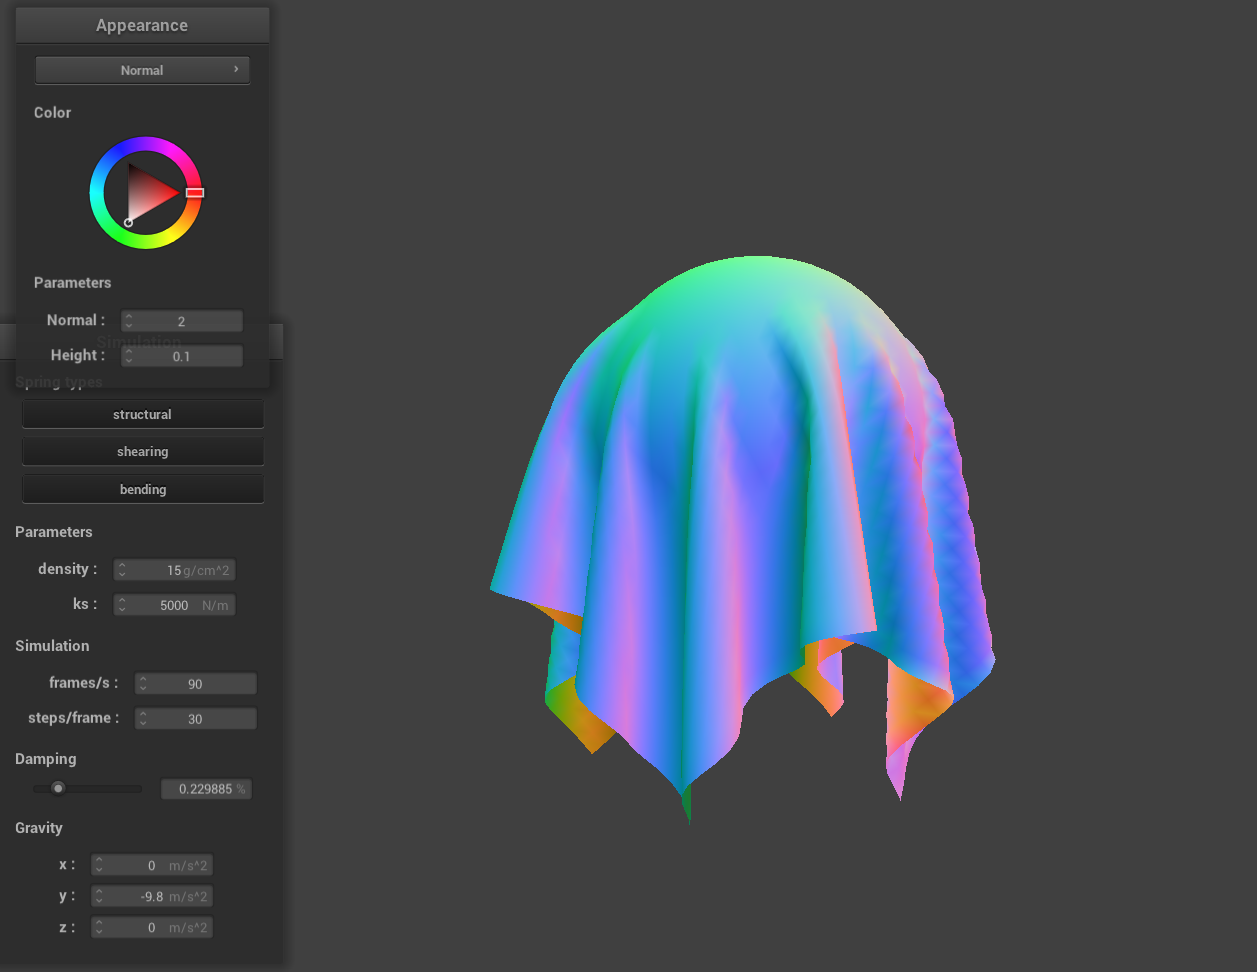 Appearance
Normal ›
Color
Parameters
Normal : 2
Simulation
Height : 0.1
Spring types
structural
shearing
bending
Parameters
density : 15 g/cm^2
ks : 5000 N/m
Simulation
frames/s : 90
steps/frame : 30
Damping
0.229885 %
Gravity
x : 0 m/s^2
y : -9.8 m/s^2
z : 0 m/s^2